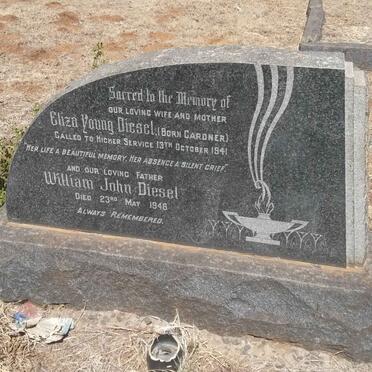 Sacred to the Memory of
OUR LOVING WIFE AND MOTHER
Eliza Young Diesel, (BORN GARDNER)
CALLED TO HIGHER SERVICE 13TH OCTOBER 1941
"HER LIFE A BEAUTIFUL MEMORY, HER ABSENCE A SILENT GRIEF"
AND OUR LOVING FATHER
William John Diesel
DIED 23RD MAY 1946
ALWAYS REMEMBERED.